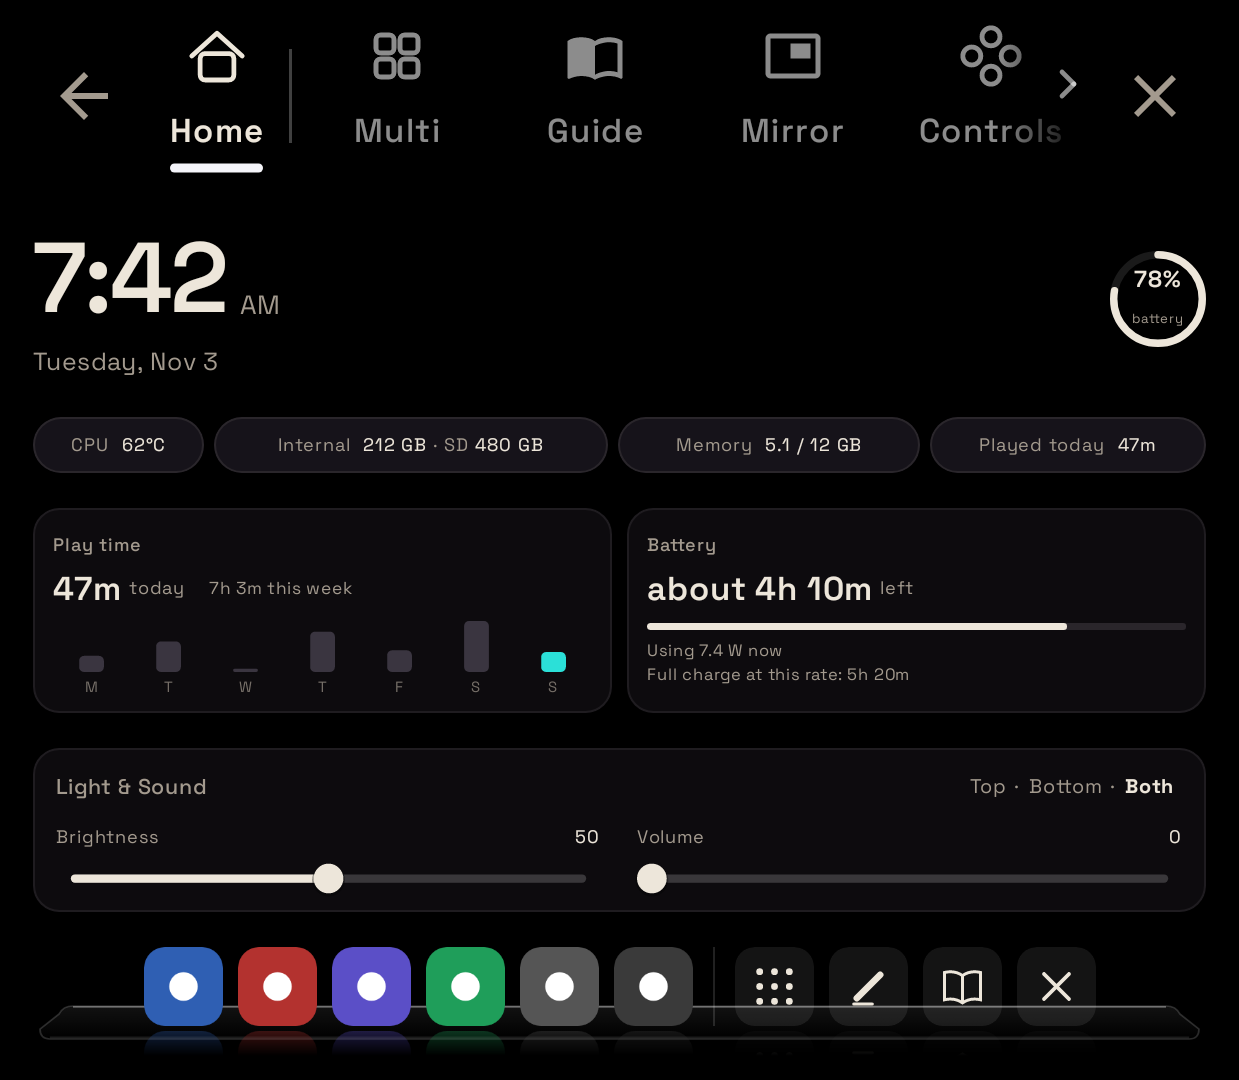 Home Multi Guide Mirror Controls
7:42 AM
78%
battery
Tuesday, Nov 3
CPU 62°C Internal 212 GB · SD 480 GB Memory 5.1 / 12 GB Played today 47m
Play time
47m today 7h 3m this week
M T W T F S S
Battery
about 4h 10m left
Using 7.4 W now
Full charge at this rate: 5h 20m
Light & Sound Top · Bottom · Both
Brightness 50 Volume 0